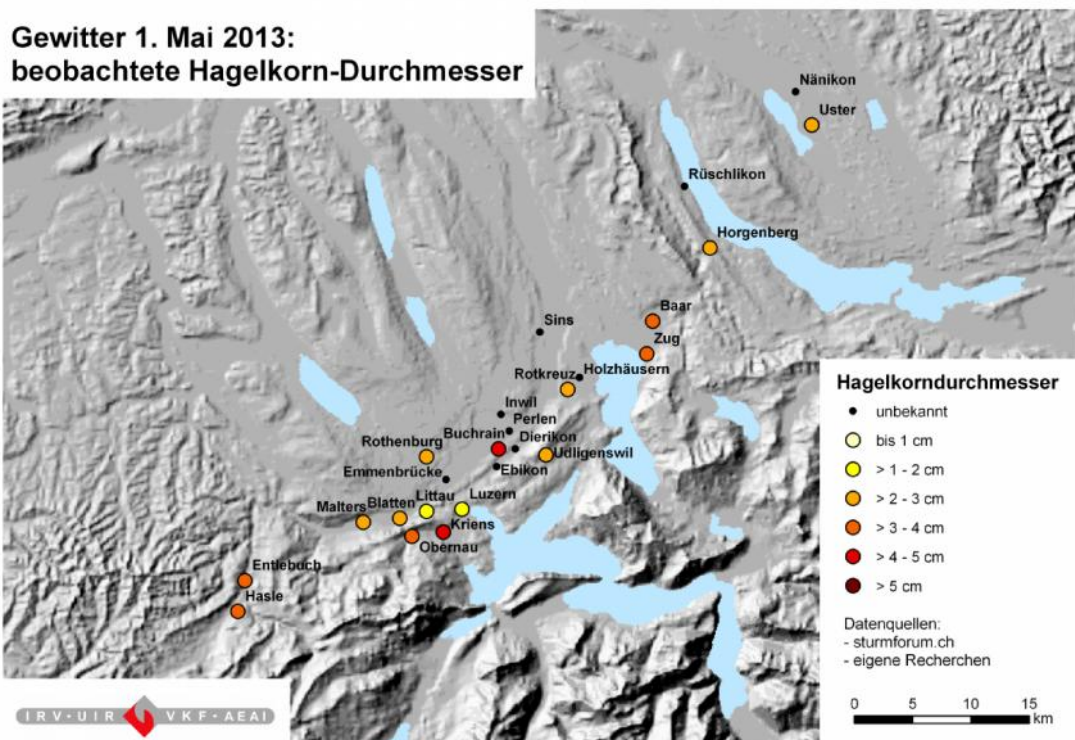 Gewitter 1. Mai 2013:
beobachtete Hagelkorn-Durchmesser
Nänikon
Uster
Rüschlikon
Horgenberg
Baar
Sins
Zug
Rotkreuz
Holzhäusern
Inwil
Perlen
Buchrain
Dierikon
Rothenburg
Udligenswil
Ebikon
Emmenbrücke
Malters
Blatten
Littau
Luzern
Kriens
Obernau
Entlebuch
Hasle
Hagelkorndurchmesser
unbekannt
bis 1 cm
> 1 - 2 cm
> 2 - 3 cm
> 3 - 4 cm
> 4 - 5 cm
> 5 cm
Datenquellen:
- sturmforum.ch
- eigene Recherchen
0 5 10 15
km
IRV·UIR VKF·AEAI